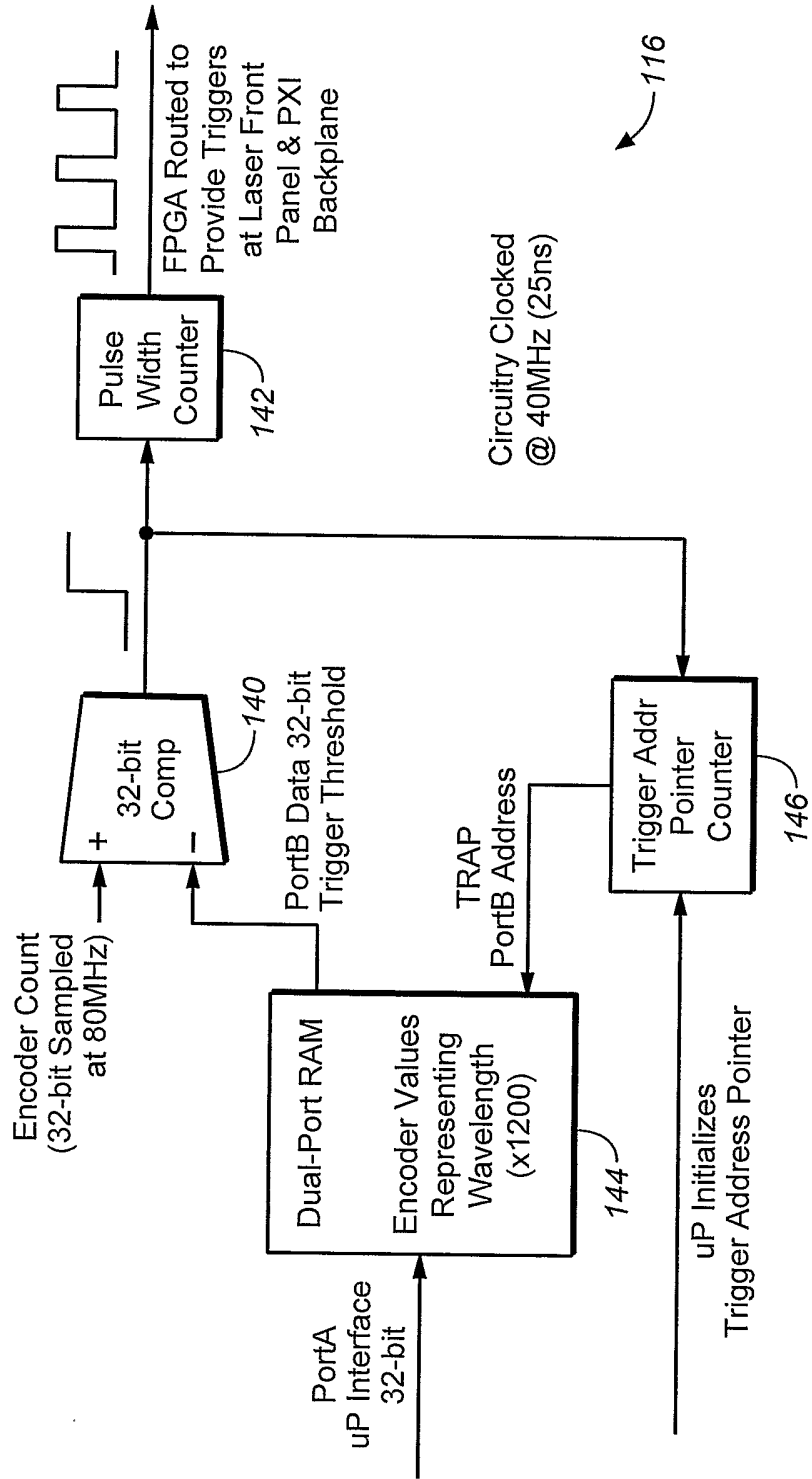 Encoder Count
(32-bit Sampled
at 80MHz)
+
−
32-bit
Comp
140
Pulse
Width
Counter
142
FPGA Routed to
Provide Triggers
at Laser Front
Panel & PXI
Backplane
PortB Data 32-bit
Trigger Threshold
PortA
uP Interface
32-bit
Dual-Port RAM
Encoder Values
Representing
Wavelength
(x1200)
144
TRAP
PortB Address
Circuitry Clocked
@ 40MHz (25ns)
116
uP Initializes
Trigger Address Pointer
Trigger Addr
Pointer
Counter
146